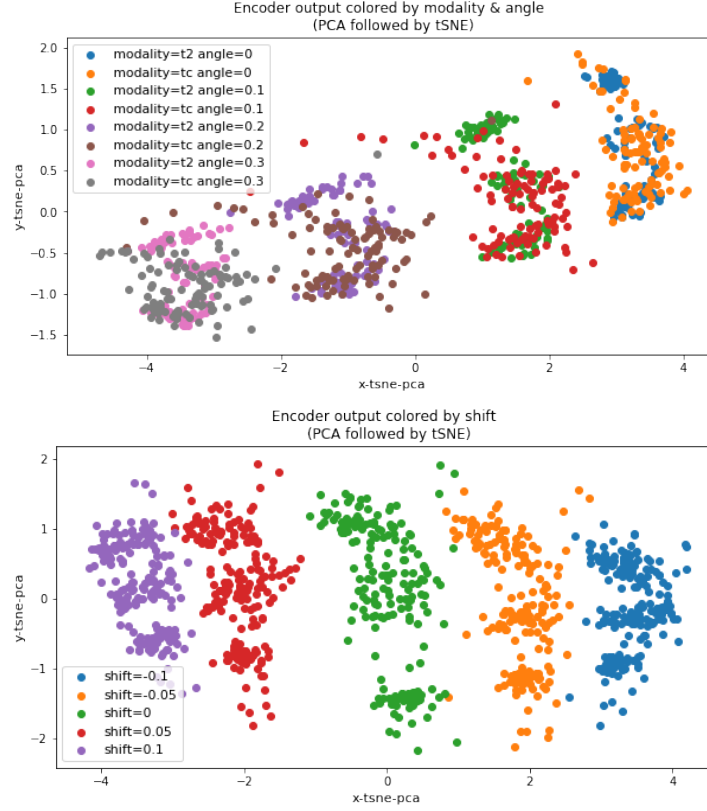 Encoder output colored by modality & angle
(PCA followed by tSNE)
modality=t2 angle=0
modality=tc angle=0
modality=t2 angle=0.1
modality=tc angle=0.1
modality=t2 angle=0.2
modality=tc angle=0.2
modality=t2 angle=0.3
modality=tc angle=0.3
y-tsne-pca
2.0
1.5
1.0
0.5
0.0
−0.5
−1.0
−1.5
−4
−2
0
2
4
x-tsne-pca
Encoder output colored by shift
(PCA followed by tSNE)
y-tsne-pca
2
1
0
−1
−2
shift=-0.1
shift=-0.05
shift=0
shift=0.05
shift=0.1
−4
−2
0
2
4
x-tsne-pca